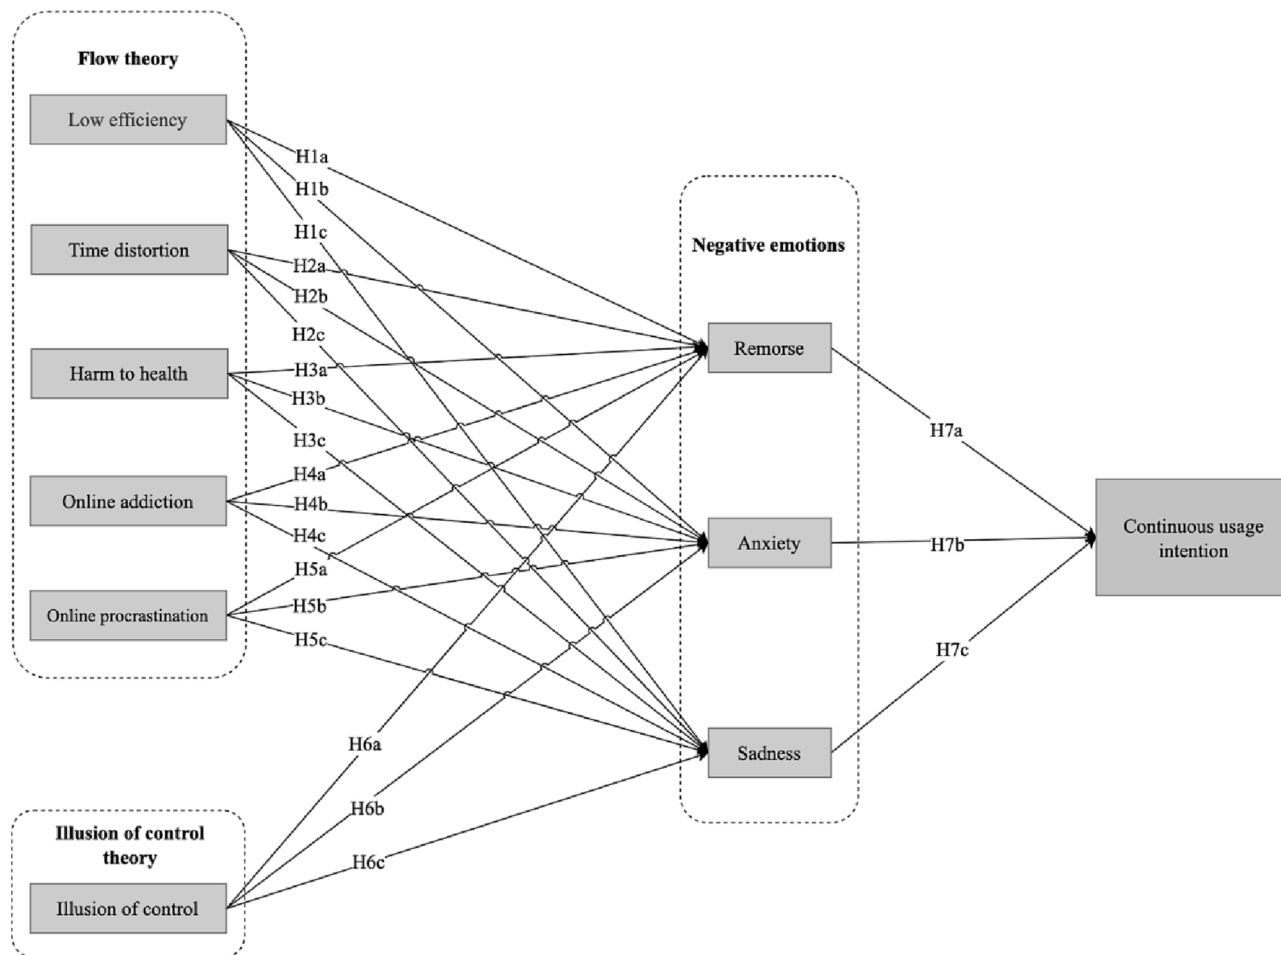 Flow theory
Low efficiency
Time distortion
Harm to health
Online addiction
Online procrastination
Illusion of control
theory
Illusion of control
H1a
H1b
H1c
H2a
H2b
H2c
H3a
H3b
H3c
H4a
H4b
H4c
H5a
H5b
H5c
H6a
H6b
H6c
Negative emotions
Remorse
Anxiety
Sadness
H7a
H7b
H7c
Continuous usage
intention